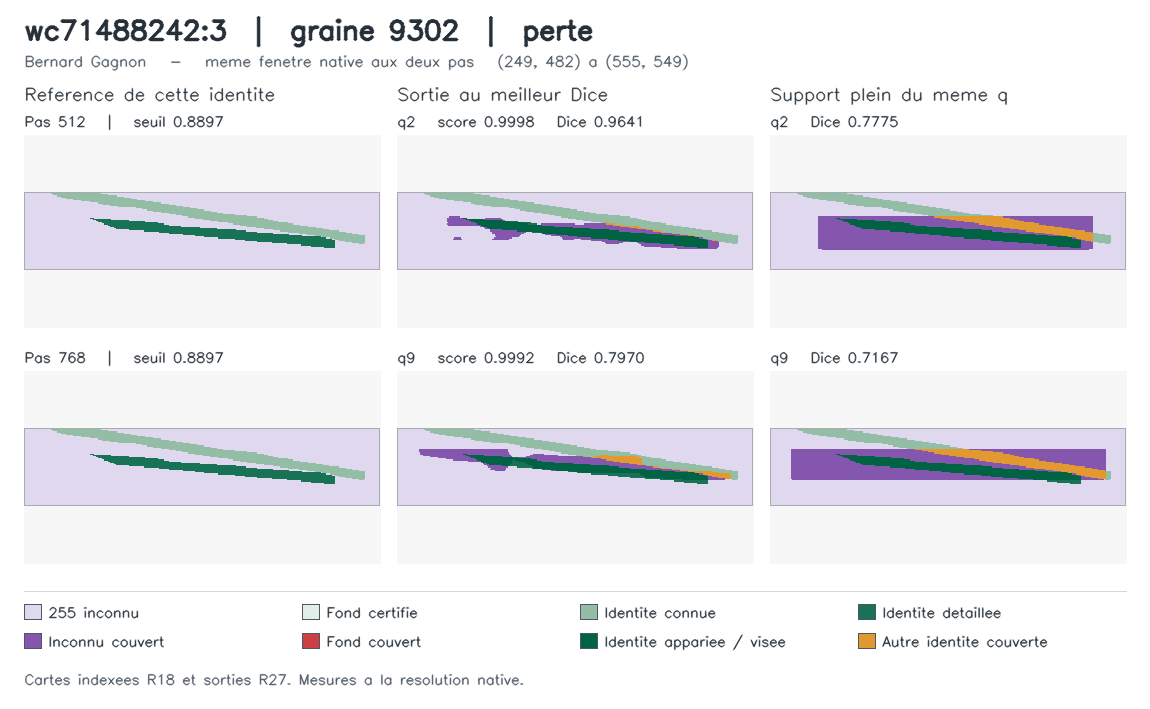 wc71488242:3 | graine 9302 | perte
Bernard Gagnon — meme fenetre native aux deux pas (249, 482) a (555, 549)
Reference de cette identite
Sortie au meilleur Dice
Support plein du meme q
Pas 512 | seuil 0.8897
q2 score 0.9998 Dice 0.9641
q2 Dice 0.7775
Pas 768 | seuil 0.8897
q9 score 0.9992 Dice 0.7970
q9 Dice 0.7167
255 inconnu
Fond certifie
Identite connue
Identite detaillee
Inconnu couvert
Fond couvert
Identite appariee / visee
Autre identite couverte
Cartes indexees R18 et sorties R27. Mesures a la resolution native.